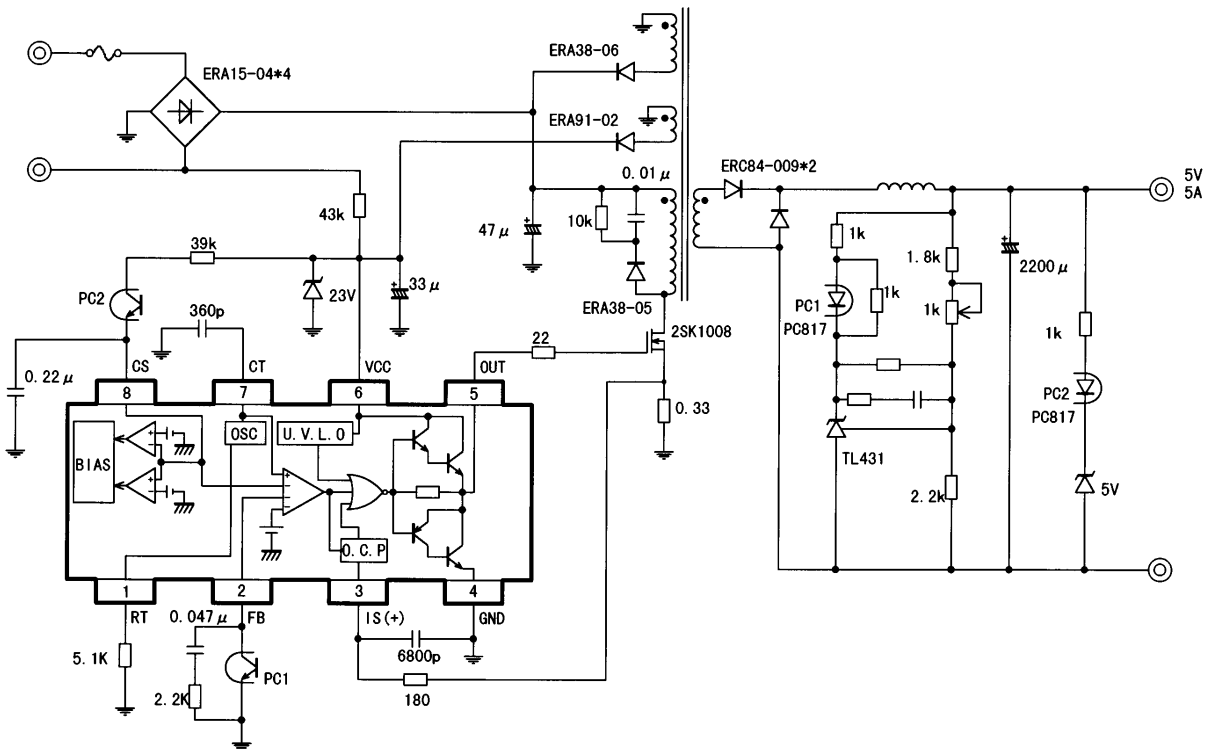 ERA15-04*4
ERA38-06
ERA91-02
ERC84-009*2
5V
5A
0.01μ
43k
10k
47μ
39k
1k
1.8k
PC2
23V
33μ
ERA38-05
PC1
PC817
1k
1k
2200μ
1k
360p
22
2SK1008
0.22μ
CS
CT
VCC
OUT
8
7
6
5
0.33
PC2
PC817
OSC
U.V.L.O
BIAS
TL431
2.2k
5V
O.C.P
1
2
3
4
RT
FB
IS(+)
GND
0.047μ
6800p
5.1K
2.2K
PC1
180